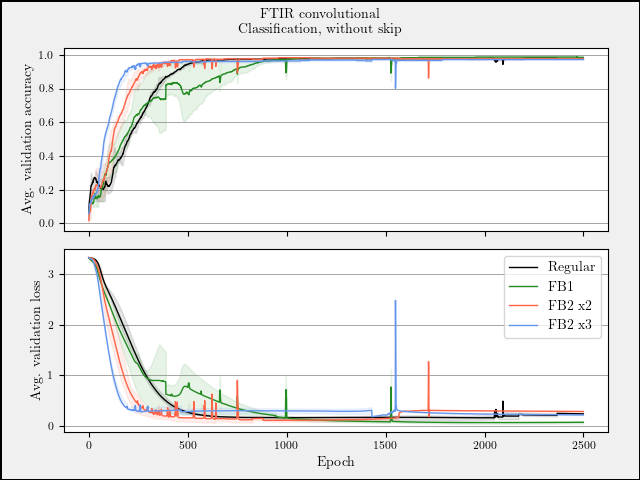 FTIR convolutional
Classification, without skip
Avg. validation accuracy
1.0
0.8
0.6
0.4
0.2
0.0
Avg. validation loss
3
2
1
0
Regular
FB1
FB2 x2
FB2 x3
0 500 1000 1500 2000 2500
Epoch